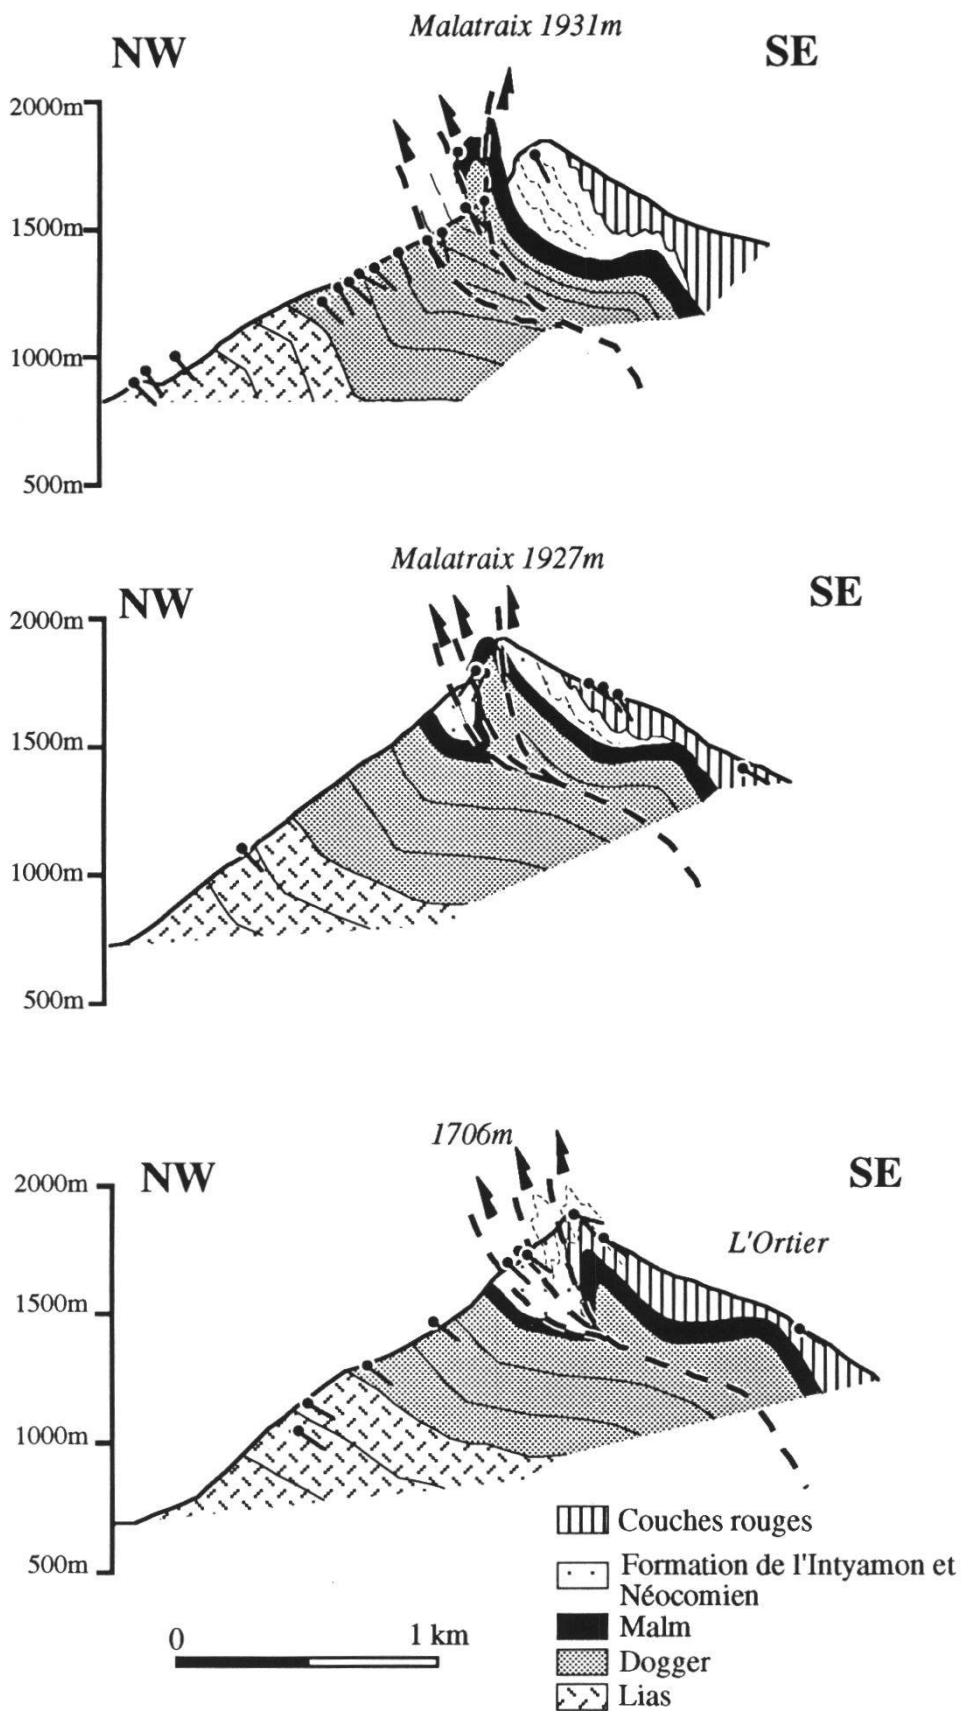 Malatraix 1931m
NW
SE
2000m
1500m
1000m
500m
Malatraix 1927m
NW
SE
2000m
1500m
1000m
500m
1706m
NW
SE
2000m
L'Ortier
1500m
1000m
500m
Couches rouges
Formation de l'Intyamon et
Néocomien
Malm
Dogger
Lias
0
1 km